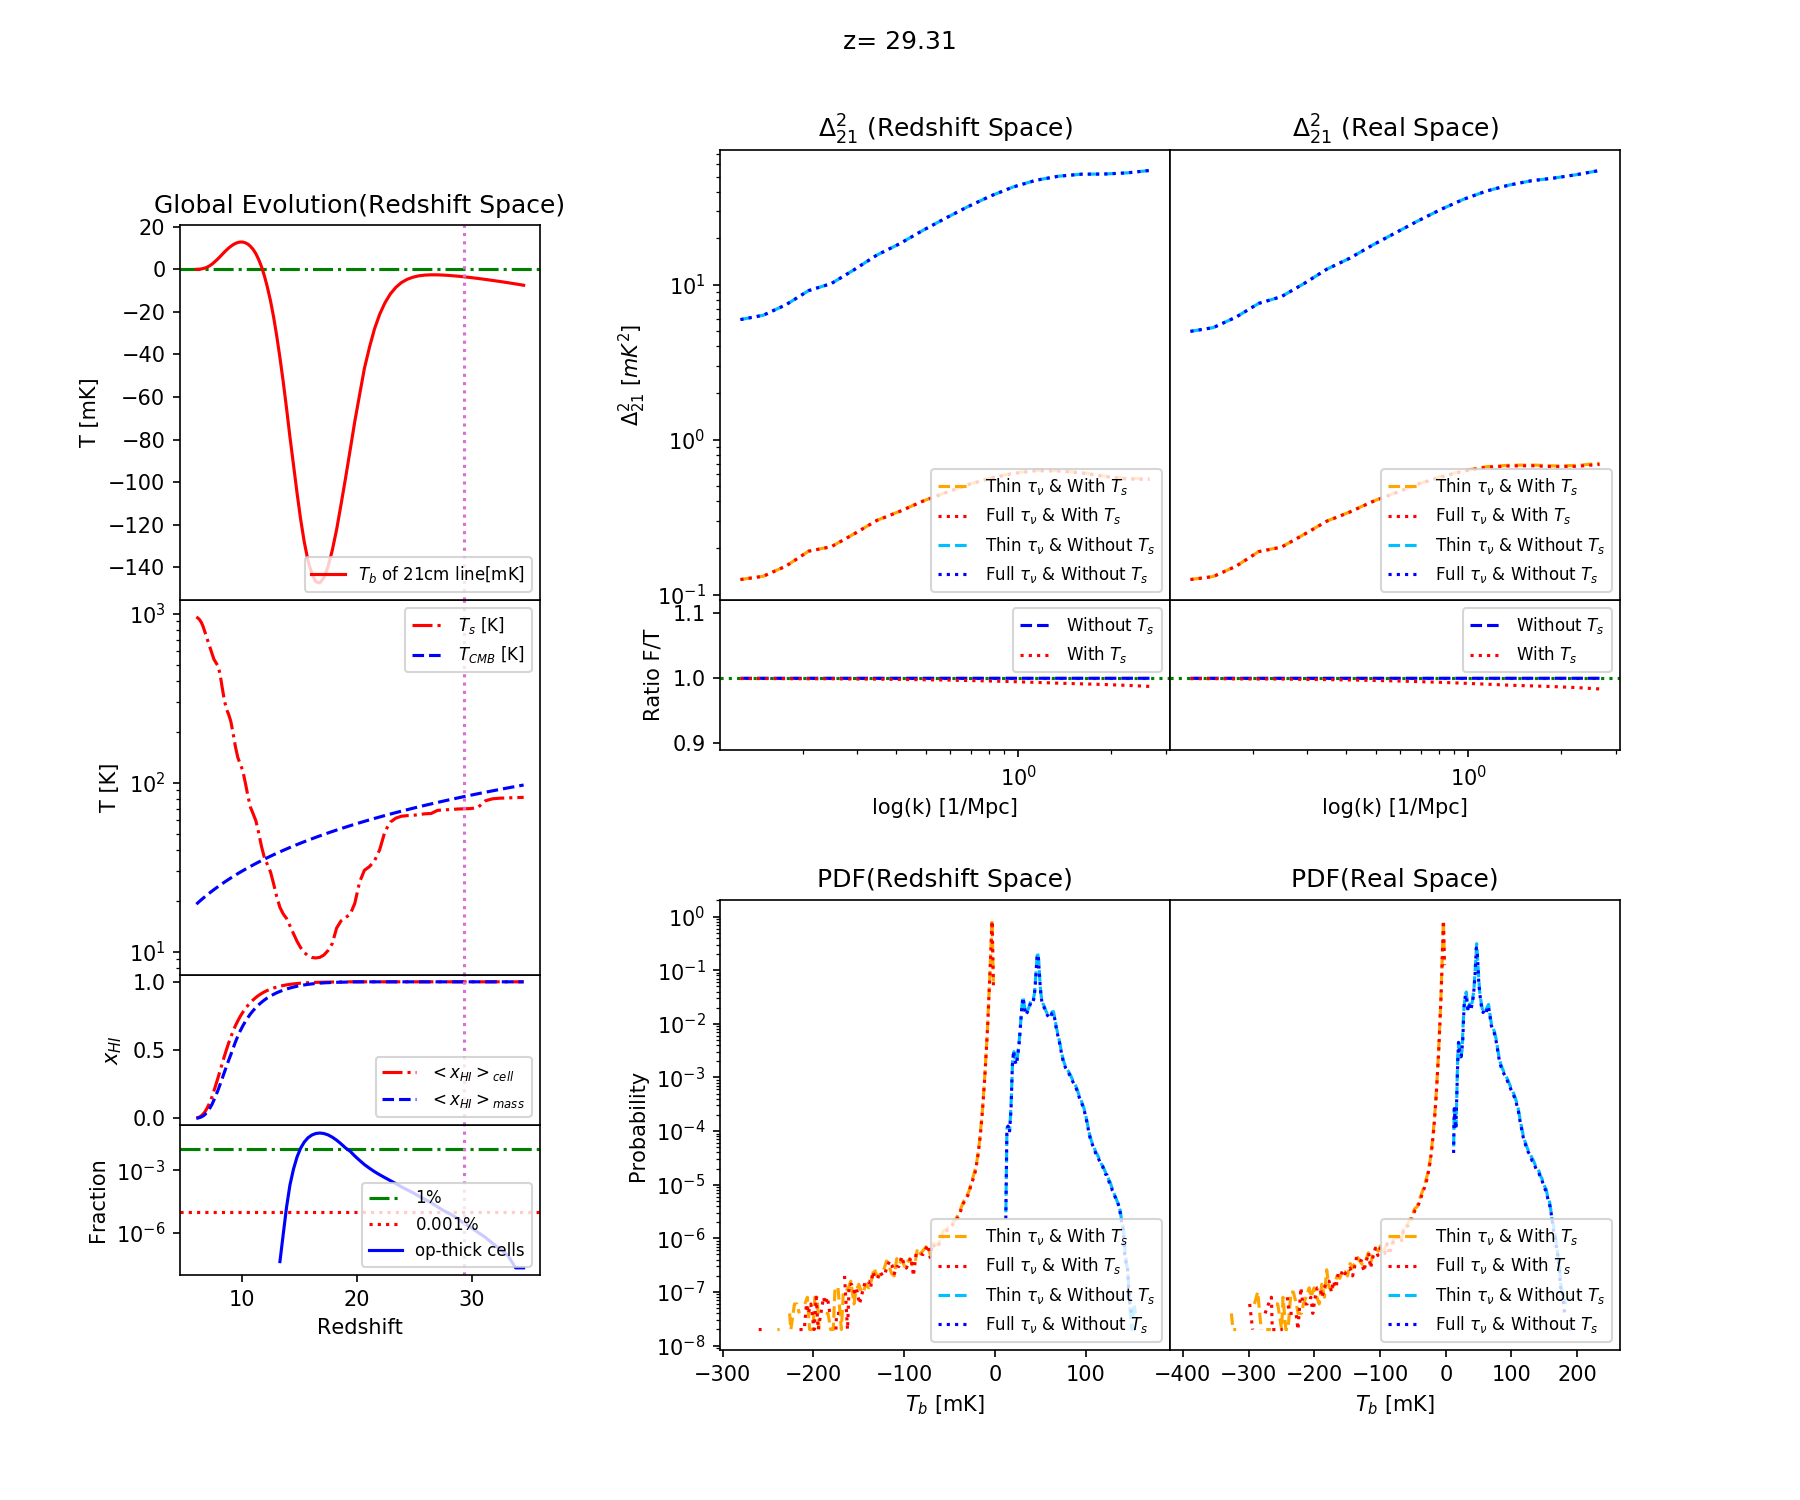 z= 29.31
Global Evolution(Redshift Space)
20
0
−20
−40
−60
−80
−100
−120
−140
T [mK]
T_b of 21cm line[mK]
10^3
10^2
10^1
T [K]
T_s [K]
T_CMB [K]
1.0
0.5
0.0
x_HI
< x_HI >_cell
< x_HI >_mass
10^−3
10^−6
Fraction
1%
0.001%
op-thick cells
10
20
30
Redshift
Δ^2_21 (Redshift Space)
Δ^2_21 (Real Space)
10^1
10^0
10^−1
Δ^2_21 [mK^2]
Thin τ_ν & With T_s
Full τ_ν & With T_s
Thin τ_ν & Without T_s
Full τ_ν & Without T_s
Thin τ_ν & With T_s
Full τ_ν & With T_s
Thin τ_ν & Without T_s
Full τ_ν & Without T_s
1.1
1.0
0.9
Ratio F/T
Without T_s
With T_s
Without T_s
With T_s
10^0
10^0
log(k) [1/Mpc]
log(k) [1/Mpc]
PDF(Redshift Space)
PDF(Real Space)
10^0
10^−1
10^−2
10^−3
10^−4
10^−5
10^−6
10^−7
10^−8
Probability
Thin τ_ν & With T_s
Full τ_ν & With T_s
Thin τ_ν & Without T_s
Full τ_ν & Without T_s
Thin τ_ν & With T_s
Full τ_ν & With T_s
Thin τ_ν & Without T_s
Full τ_ν & Without T_s
−300 −200 −100 0 100
−400 −300 −200 −100 0 100 200
T_b [mK]
T_b [mK]